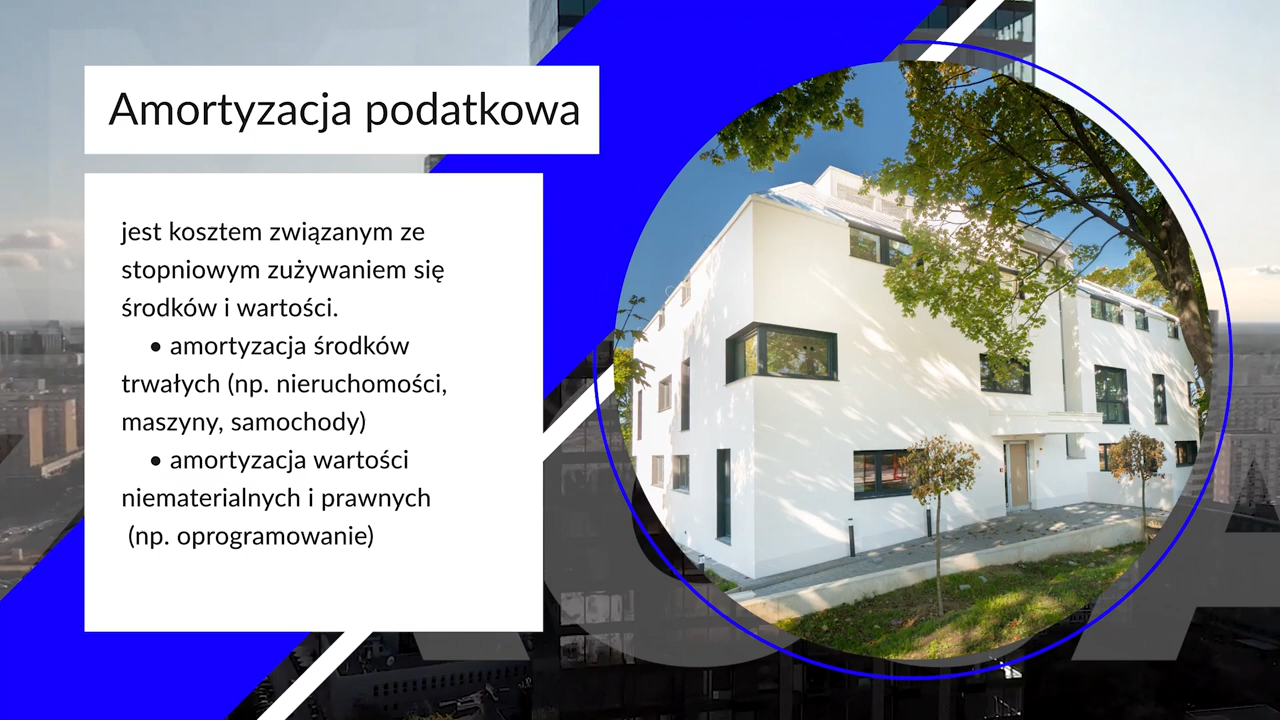 Amortyzacja podatkowa
jest kosztem związanym ze
stopniowym zużywaniem się
środków i wartości.
• amortyzacja środków
trwałych (np. nieruchomości,
maszyny, samochody)
• amortyzacja wartości
niematerialnych i prawnych
(np. oprogramowanie)